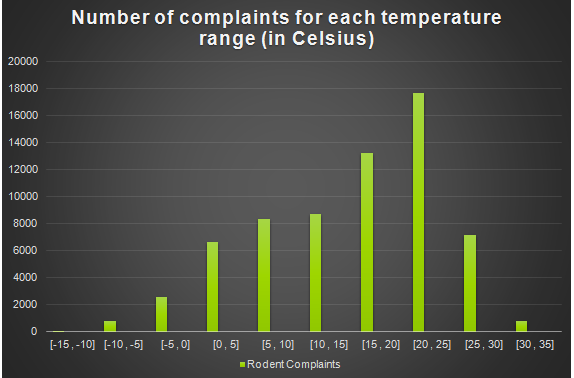 Number of complaints for each temperature
range (in Celsius)
20000
18000
16000
14000
12000
10000
8000
6000
4000
2000
0
[-15 , -10] [-10 , -5] [-5 , 0] [0 , 5] [5 , 10] [10 , 15] [15 , 20] [20 , 25] [25 , 30] [30 , 35]
Rodent Complaints